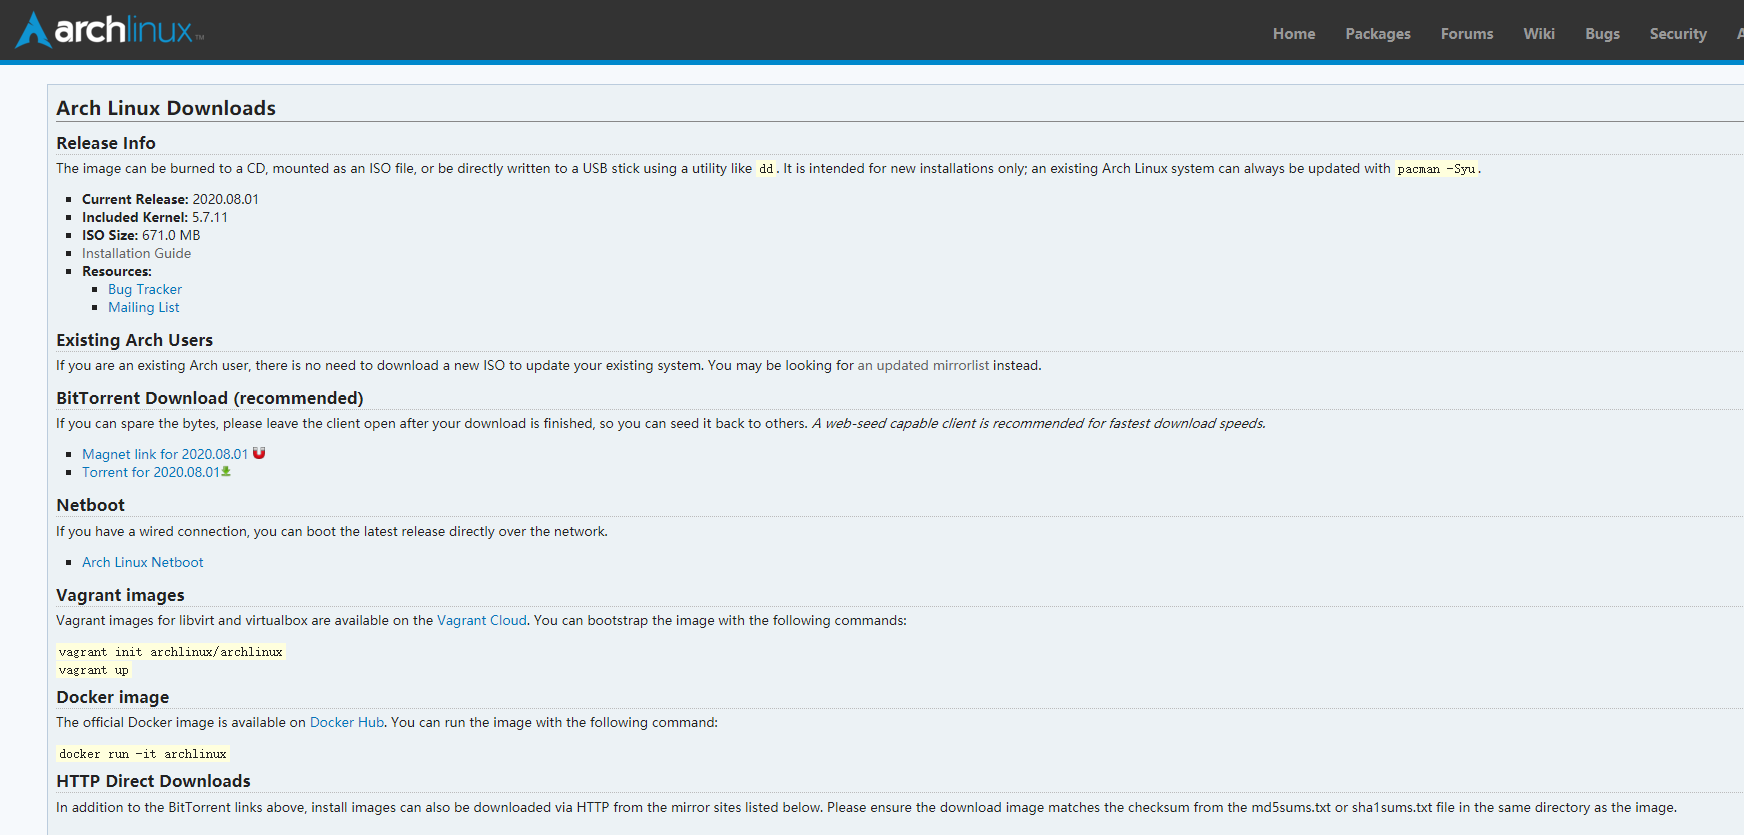 archlinux™
Home Packages Forums Wiki Bugs Security A
Arch Linux Downloads
Release Info
The image can be burned to a CD, mounted as an ISO file, or be directly written to a USB stick using a utility like dd. It is intended for new installations only; an existing Arch Linux system can always be updated with pacman -Syu.
Current Release: 2020.08.01
Included Kernel: 5.7.11
ISO Size: 671.0 MB
Installation Guide
Resources:
Bug Tracker
Mailing List
Existing Arch Users
If you are an existing Arch user, there is no need to download a new ISO to update your existing system. You may be looking for an updated mirrorlist instead.
BitTorrent Download (recommended)
If you can spare the bytes, please leave the client open after your download is finished, so you can seed it back to others. A web-seed capable client is recommended for fastest download speeds.
Magnet link for 2020.08.01
Torrent for 2020.08.01
Netboot
If you have a wired connection, you can boot the latest release directly over the network.
Arch Linux Netboot
Vagrant images
Vagrant images for libvirt and virtualbox are available on the Vagrant Cloud. You can bootstrap the image with the following commands:
vagrant init archlinux/archlinux
vagrant up
Docker image
The official Docker image is available on Docker Hub. You can run the image with the following command:
docker run -it archlinux
HTTP Direct Downloads
In addition to the BitTorrent links above, install images can also be downloaded via HTTP from the mirror sites listed below. Please ensure the download image matches the checksum from the md5sums.txt or sha1sums.txt file in the same directory as the image.